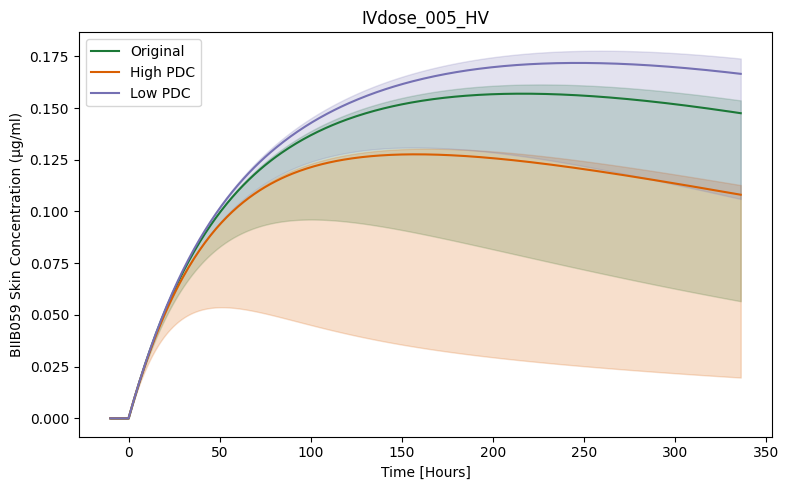 IVdose_005_HV
Original
High PDC
Low PDC
BIIB059 Skin Concentration (µg/ml)
0.175
0.150
0.125
0.100
0.075
0.050
0.025
0.000
0
50
100
150
200
250
300
350
Time [Hours]